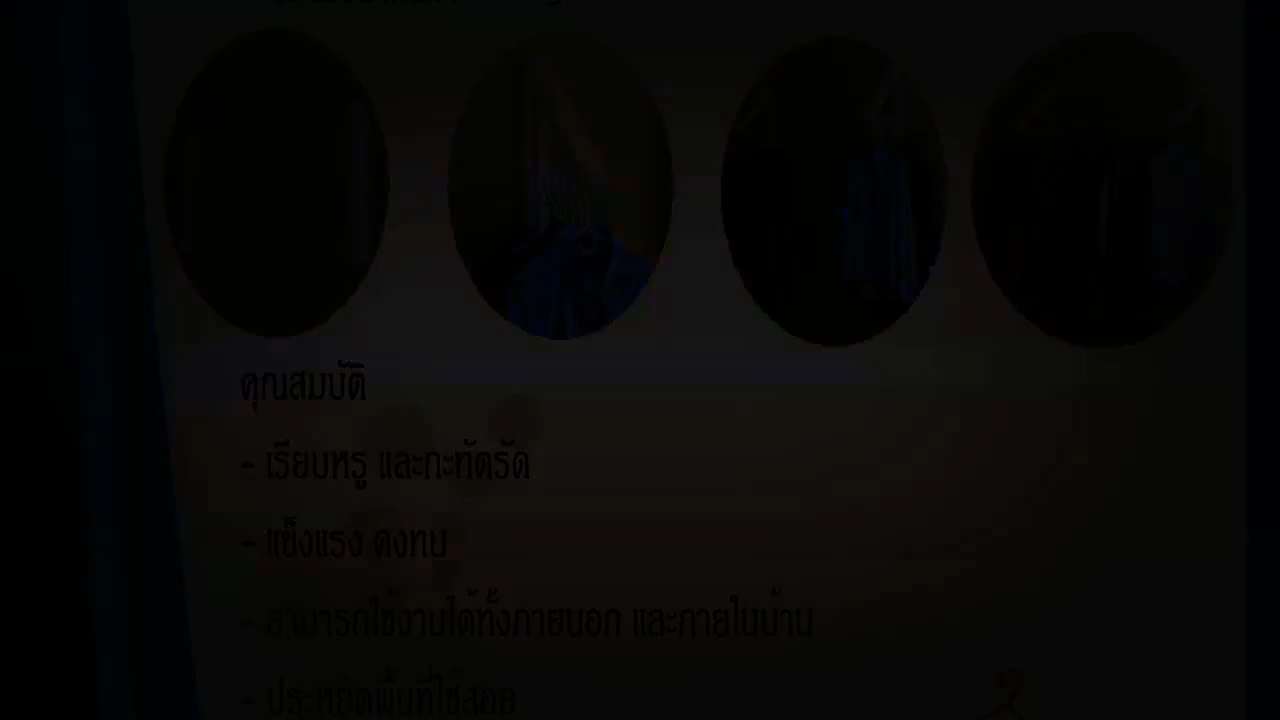 คุณสมบัติ
- เรียบหรู และกะทัดรัด
- แข็งแรง คงทน
- สามารถใช้งานได้ทั้งภายนอก และภายในบ้าน
- ประหยัดพื้นที่ใช้สอย
2